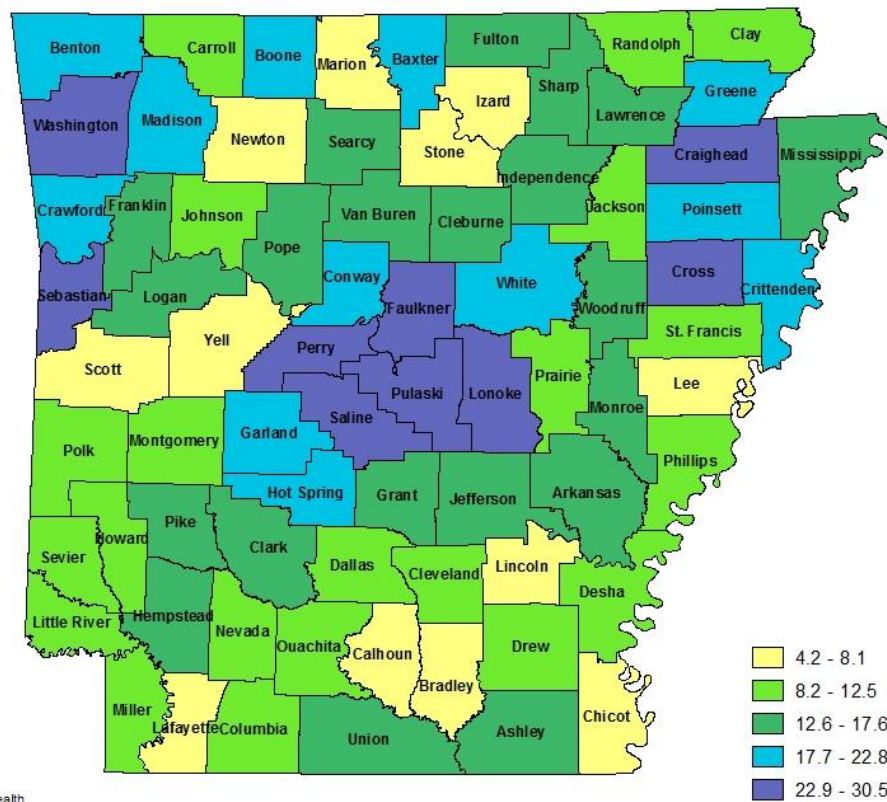 Benton
Carroll
Boone
Marion
Baxter
Fulton
Randolph
Clay
Izard
Sharp
Greene
Washington
Madison
Newton
Searcy
Stone
Lawrence
Craighead
Mississippi
Independence
Crawford
Franklin
Johnson
Van Buren
Cleburne
Jackson
Poinsett
Pope
Conway
White
Cross
Crittenden
Sebastian
Logan
Faulkner
Woodruff
St. Francis
Yell
Perry
Scott
Pulaski
Lonoke
Prairie
Lee
Saline
Monroe
Garland
Polk
Montgomery
Phillips
Hot Spring
Grant
Jefferson
Arkansas
Pike
Howard
Clark
Sevier
Dallas
Cleveland
Lincoln
Desha
Little River
Hempstead
Nevada
Ouachita
Calhoun
Drew
Bradley
Miller
Lafayette
Columbia
Union
Ashley
Chicot
4.2 - 8.1
8.2 - 12.5
12.6 - 17.6
17.7 - 22.8
22.9 - 30.5
ealth